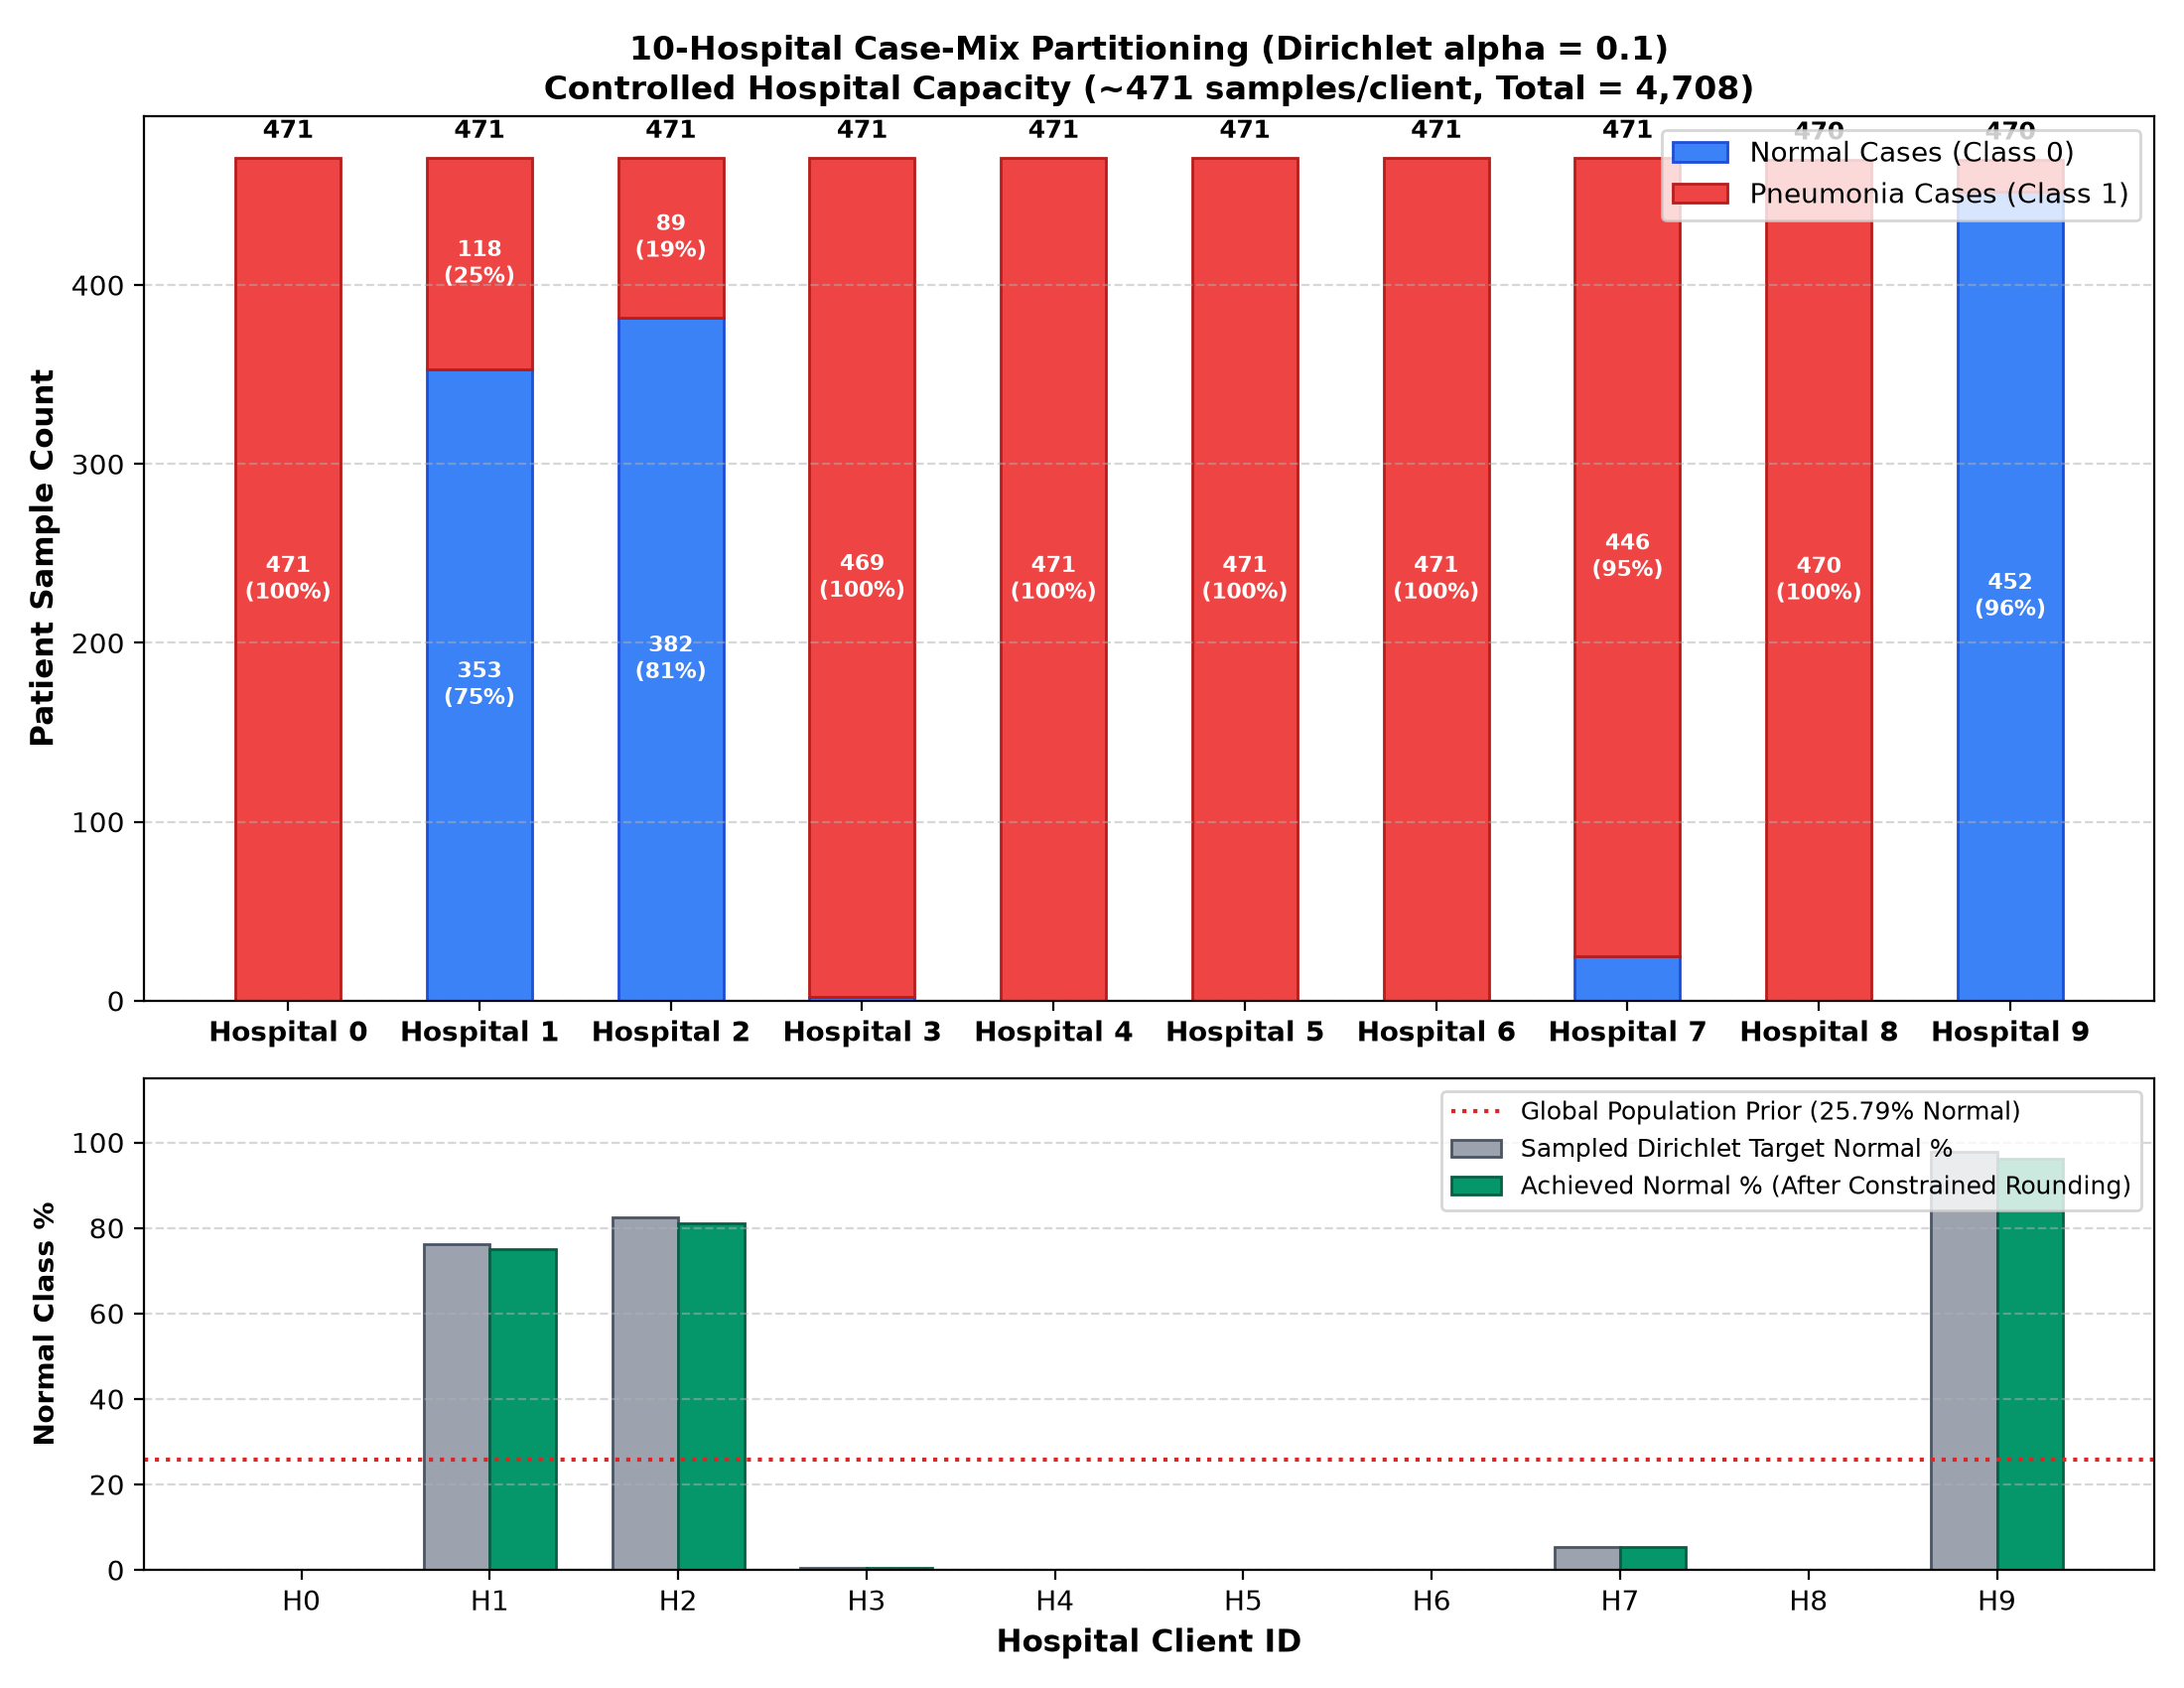 10-Hospital Case-Mix Partitioning (Dirichlet alpha = 0.1)
Controlled Hospital Capacity (~471 samples/client, Total = 4,708)
471 471 471 471 471 471 471 471 470 470
Normal Cases (Class 0)
Pneumonia Cases (Class 1)
Patient Sample Count
400
300
200
100
0
471
(100%)
118
(25%)
353
(75%)
89
(19%)
382
(81%)
469
(100%)
471
(100%)
471
(100%)
471
(100%)
446
(95%)
470
(100%)
452
(96%)
Hospital 0 Hospital 1 Hospital 2 Hospital 3 Hospital 4 Hospital 5 Hospital 6 Hospital 7 Hospital 8 Hospital 9
Global Population Prior (25.79% Normal)
Sampled Dirichlet Target Normal %
Achieved Normal % (After Constrained Rounding)
Normal Class %
100
80
60
40
20
0
H0 H1 H2 H3 H4 H5 H6 H7 H8 H9
Hospital Client ID